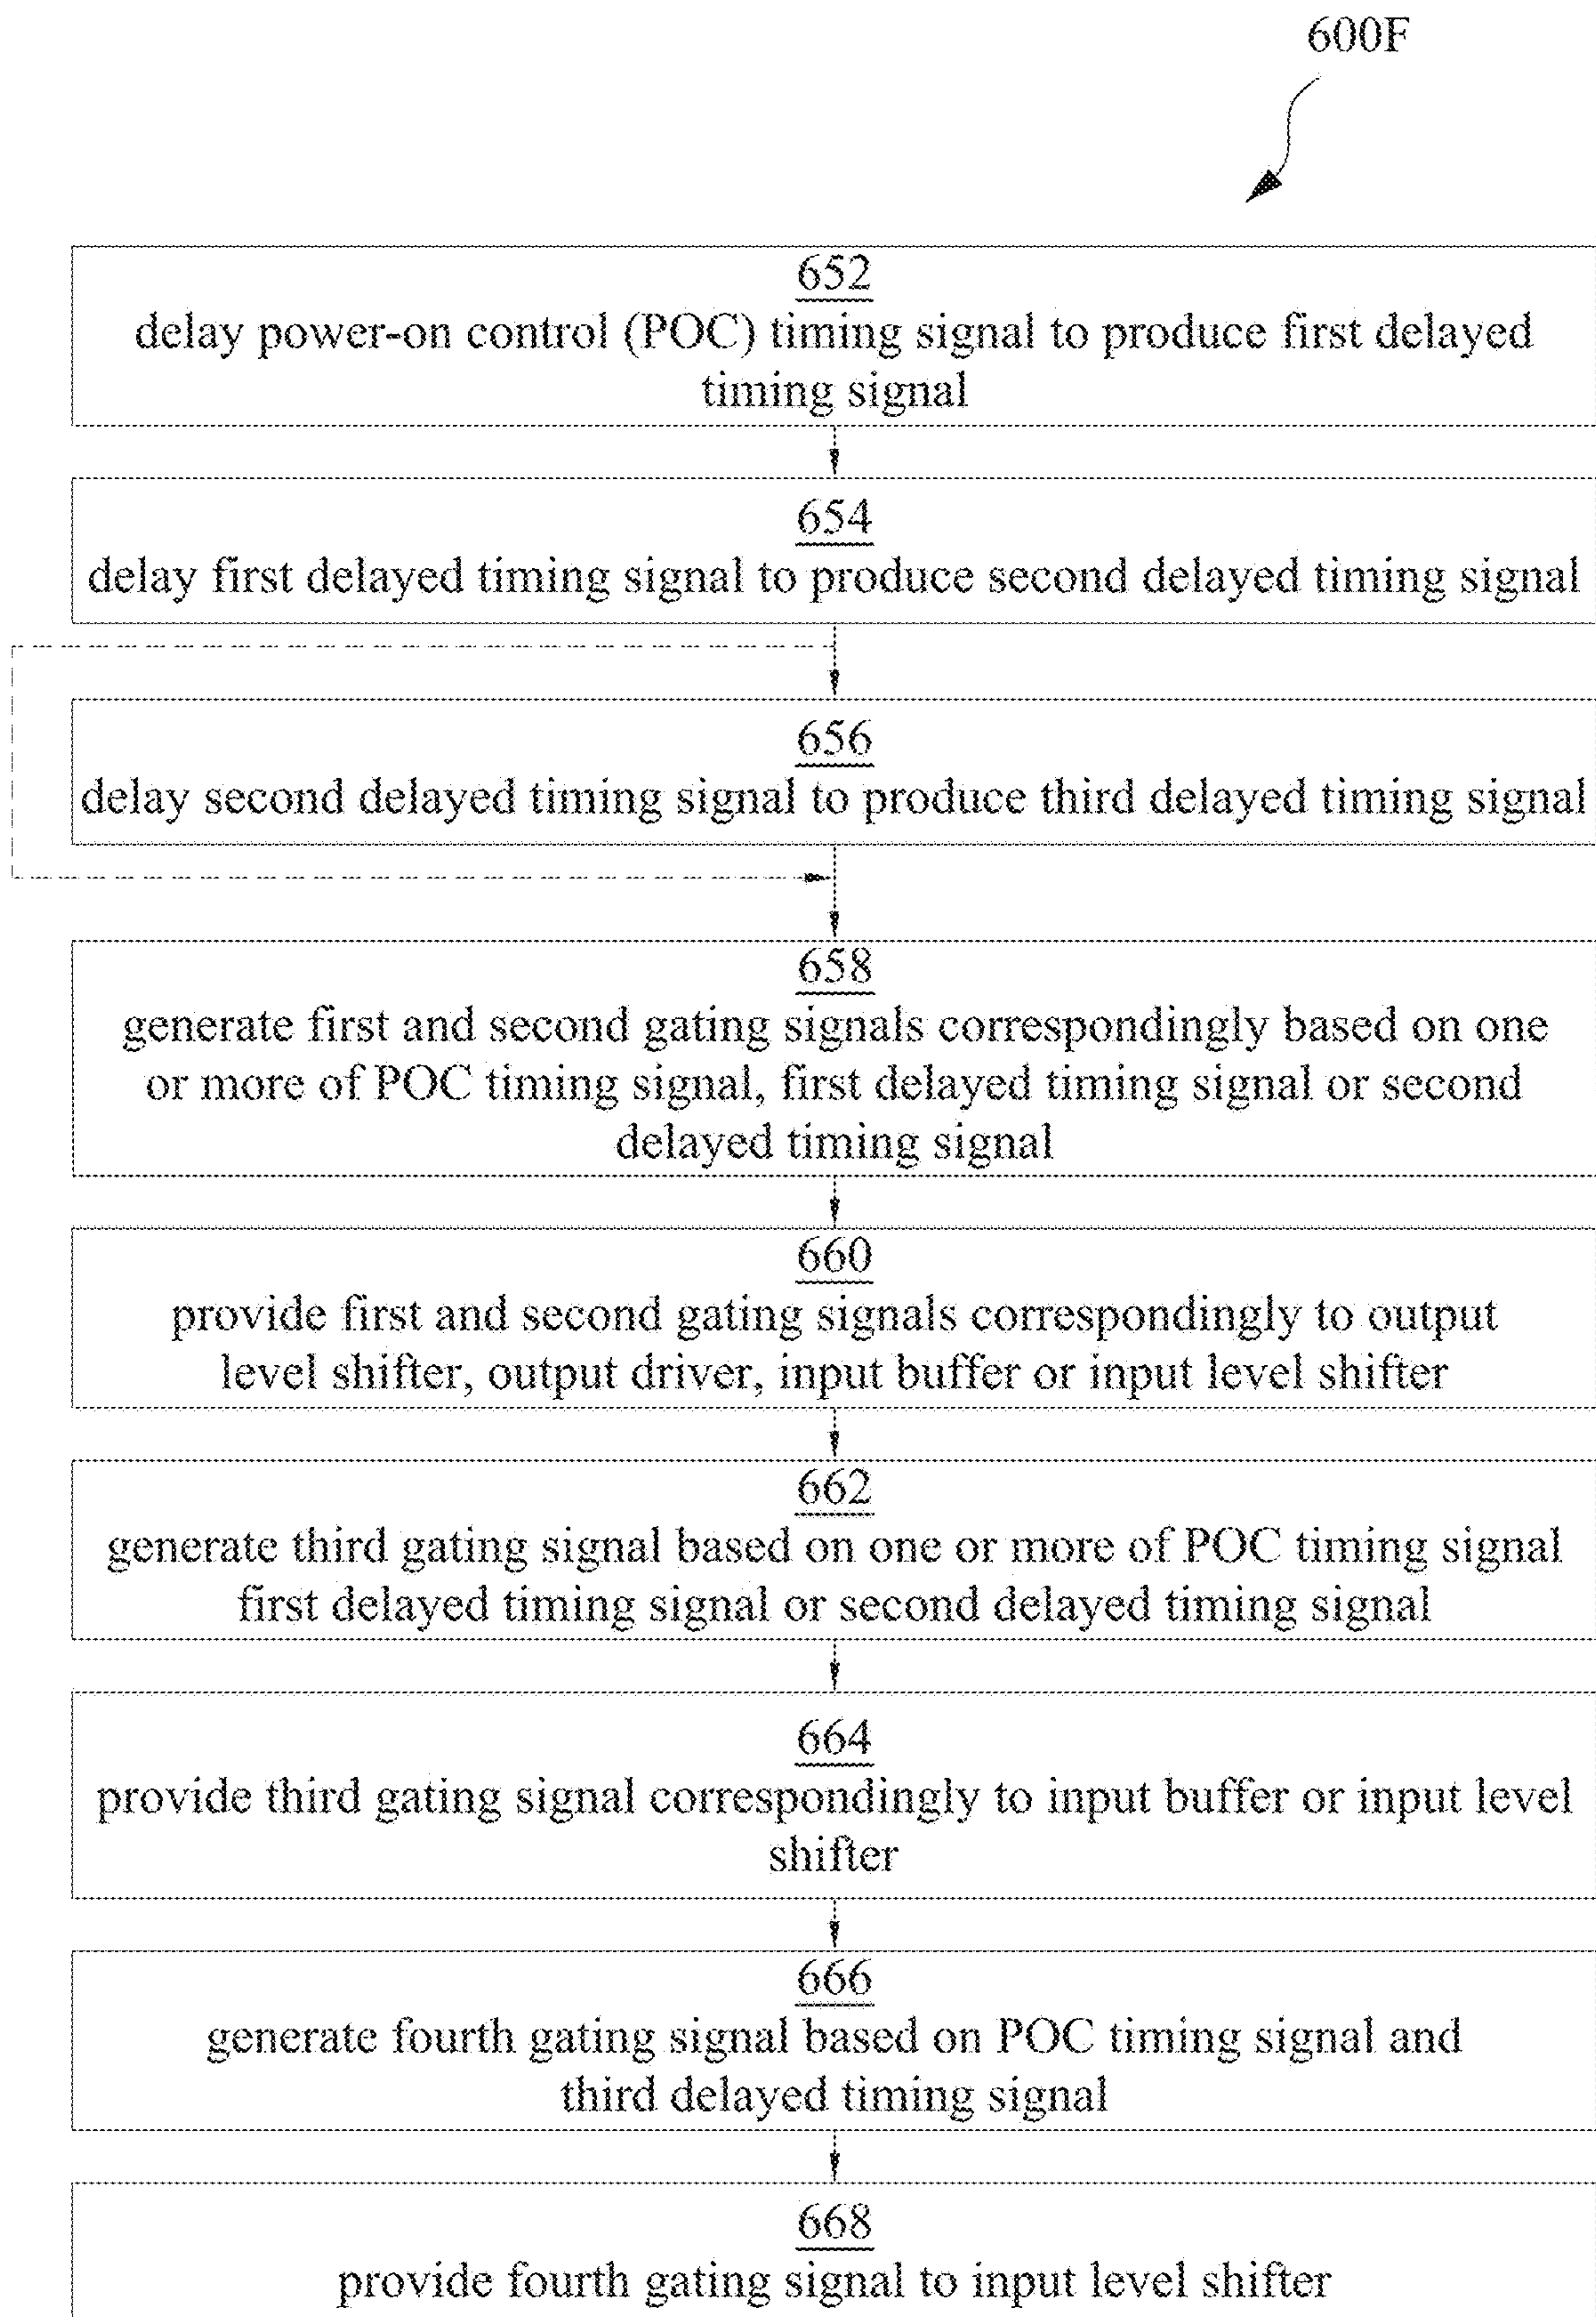 600F
652
delay power-on control (POC) timing signal to produce first delayed
timing signal
654
delay first delayed timing signal to produce second delayed timing signal
656
delay second delayed timing signal to produce third delayed timing signal
658
generate first and second gating signals correspondingly based on one
or more of POC timing signal, first delayed timing signal or second
delayed timing signal
660
provide first and second gating signals correspondingly to output
level shifter, output driver, input buffer or input level shifter
662
generate third gating signal based on one or more of POC timing signal
first delayed timing signal or second delayed timing signal
664
provide third gating signal correspondingly to input buffer or input level
shifter
666
generate fourth gating signal based on POC timing signal and
third delayed timing signal
668
provide fourth gating signal to input level shifter